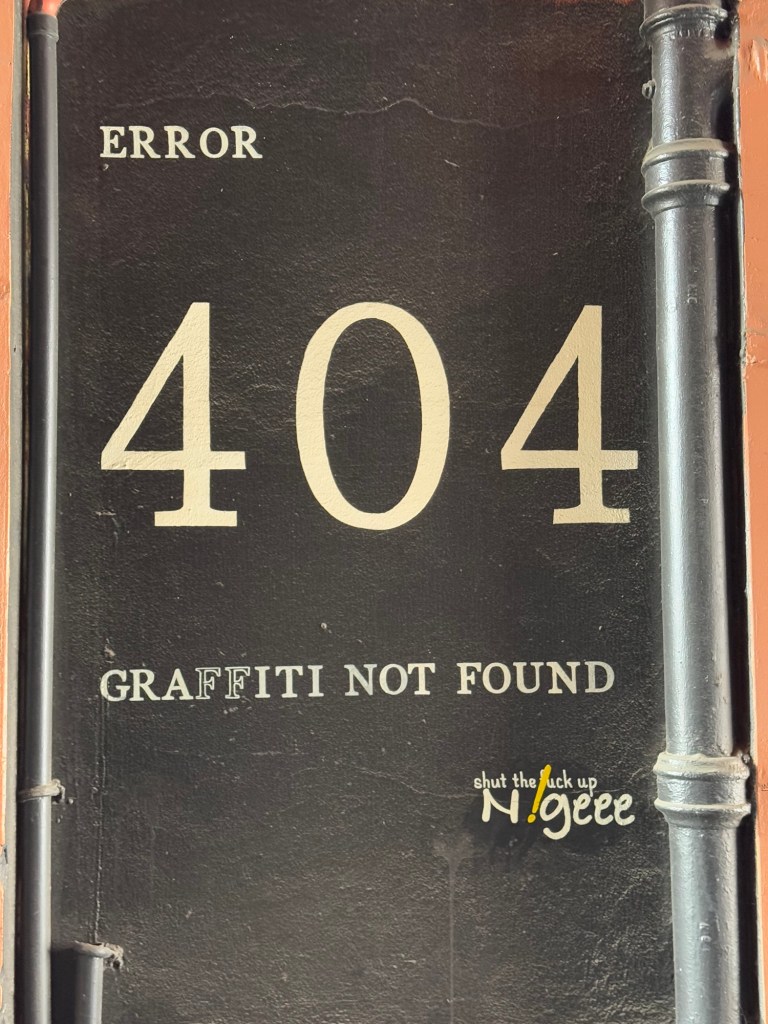 ERROR
404
GRAFFITI NOT FOUND
shut the fuck up
N!geee